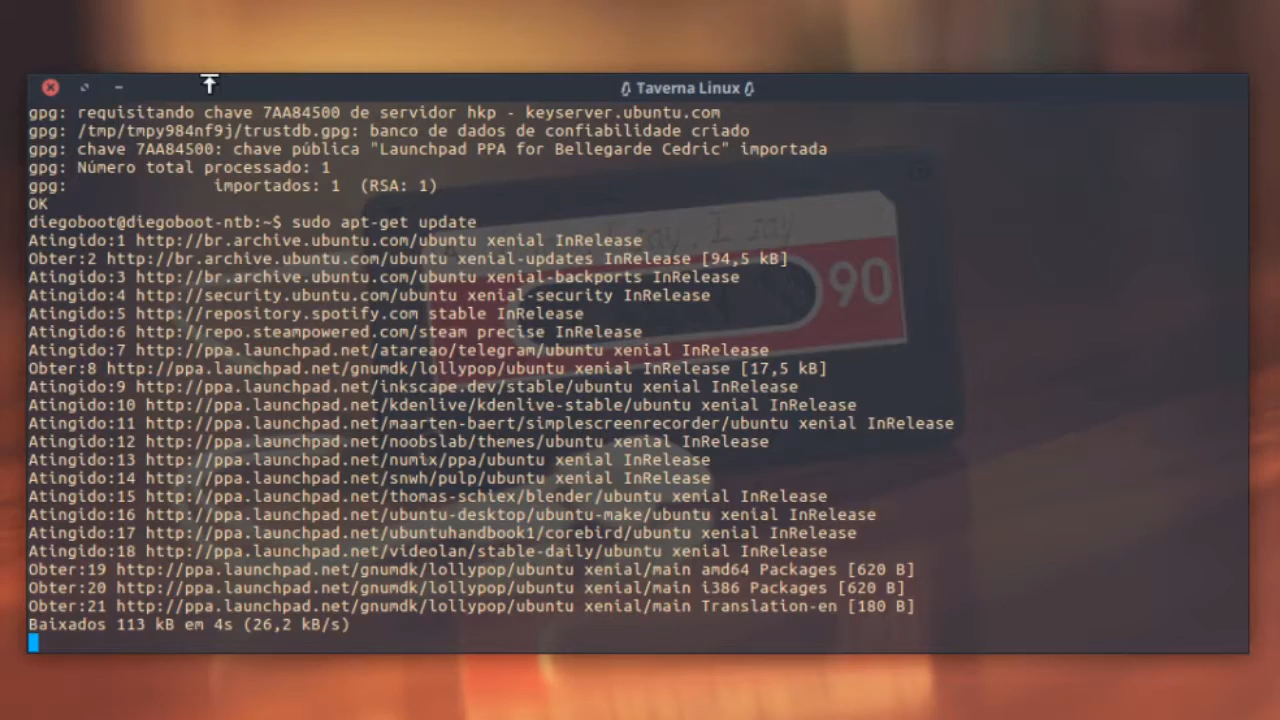 Taverna Linux
gpg: requisitando chave 7AA84500 de servidor hkp - keyserver.ubuntu.com
gpg: /tmp/tmpy984nf9j/trustdb.gpg: banco de dados de confiabilidade criado
gpg: chave 7AA84500: chave pública "Launchpad PPA for Bellegarde Cedric" importada
gpg: Número total processado: 1
gpg:               importados: 1  (RSA: 1)
OK
diegoboot@diegoboot-ntb:~$ sudo apt-get update
Atingido:1 http://br.archive.ubuntu.com/ubuntu xenial InRelease
Obter:2 http://br.archive.ubuntu.com/ubuntu xenial-updates InRelease [94,5 kB]
Atingido:3 http://br.archive.ubuntu.com/ubuntu xenial-backports InRelease
Atingido:4 http://security.ubuntu.com/ubuntu xenial-security InRelease
Atingido:5 http://repository.spotify.com stable InRelease
Atingido:6 http://repo.steampowered.com/steam precise InRelease
Atingido:7 http://ppa.launchpad.net/atareao/telegram/ubuntu xenial InRelease
Obter:8 http://ppa.launchpad.net/gnumdk/lollypop/ubuntu xenial InRelease [17,5 kB]
Atingido:9 http://ppa.launchpad.net/inkscape.dev/stable/ubuntu xenial InRelease
Atingido:10 http://ppa.launchpad.net/kdenlive/kdenlive-stable/ubuntu xenial InRelease
Atingido:11 http://ppa.launchpad.net/maarten-baert/simplescreenrecorder/ubuntu xenial InRelease
Atingido:12 http://ppa.launchpad.net/noobslab/themes/ubuntu xenial InRelease
Atingido:13 http://ppa.launchpad.net/numix/ppa/ubuntu xenial InRelease
Atingido:14 http://ppa.launchpad.net/snwh/pulp/ubuntu xenial InRelease
Atingido:15 http://ppa.launchpad.net/thomas-schiex/blender/ubuntu xenial InRelease
Atingido:16 http://ppa.launchpad.net/ubuntu-desktop/ubuntu-make/ubuntu xenial InRelease
Atingido:17 http://ppa.launchpad.net/ubuntuhandbook1/corebird/ubuntu xenial InRelease
Atingido:18 http://ppa.launchpad.net/videolan/stable-daily/ubuntu xenial InRelease
Obter:19 http://ppa.launchpad.net/gnumdk/lollypop/ubuntu xenial/main amd64 Packages [620 B]
Obter:20 http://ppa.launchpad.net/gnumdk/lollypop/ubuntu xenial/main i386 Packages [620 B]
Obter:21 http://ppa.launchpad.net/gnumdk/lollypop/ubuntu xenial/main Translation-en [180 B]
Baixados 113 kB em 4s (26,2 kB/s)
90